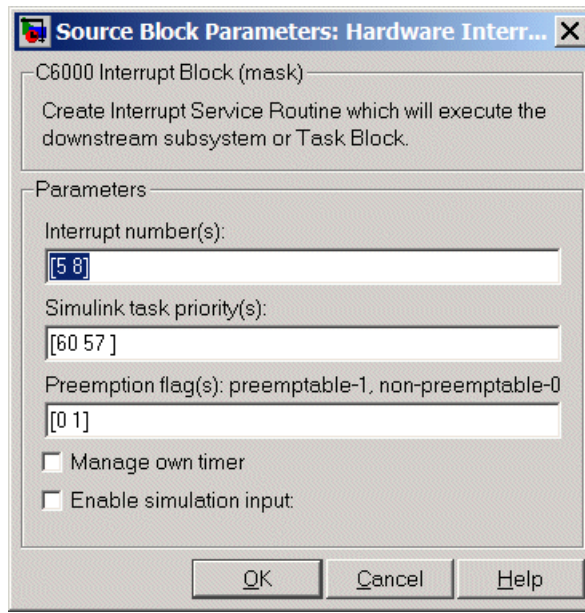 Source Block Parameters: Hardware Interr...
C6000 Interrupt Block (mask)
Create Interrupt Service Routine which will execute the
downstream subsystem or Task Block.
Parameters
Interrupt number(s):
[5 8]
Simulink task priority(s):
[60 57 ]
Preemption flag(s): preemptable-1, non-preemptable-0
[0 1]
Manage own timer
Enable simulation input:
OK Cancel Help